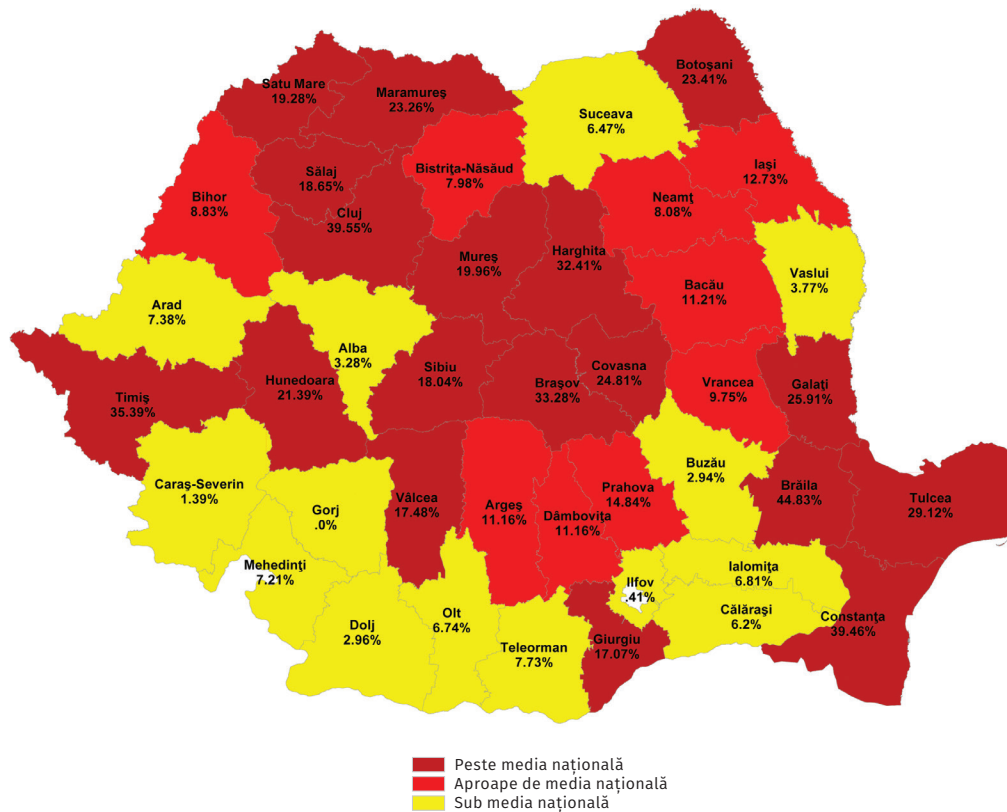 Botoşani
23.41%
Satu Mare
19.28%
Maramureş
23.26%
Suceava
6.47%
Iaşi
12.73%
Bistriţa-Năsăud
7.98%
Sălaj
18.65%
Neamţ
8.08%
Bihor
8.83%
Cluj
39.55%
Mureş
19.96%
Harghita
32.41%
Vaslui
3.77%
Bacău
11.21%
Arad
7.38%
Alba
3.28%
Sibiu
18.04%
Covasna
24.81%
Hunedoara
21.39%
Braşov
33.28%
Vrancea
9.75%
Galaţi
25.91%
Timiş
35.39%
Buzău
2.94%
Caraş-Severin
1.39%
Brăila
44.83%
Tulcea
29.12%
Prahova
14.84%
Vâlcea
17.48%
Argeş
11.16%
Dâmboviţa
11.16%
Gorj
.0%
Mehedinţi
7.21%
Ilfov
.41%
Ialomiţa
6.81%
Olt
6.74%
Călăraşi
6.2%
Constanţa
39.46%
Dolj
2.96%
Teleorman
7.73%
Giurgiu
17.07%
Peste media națională
Aproape de media națională
Sub media națională